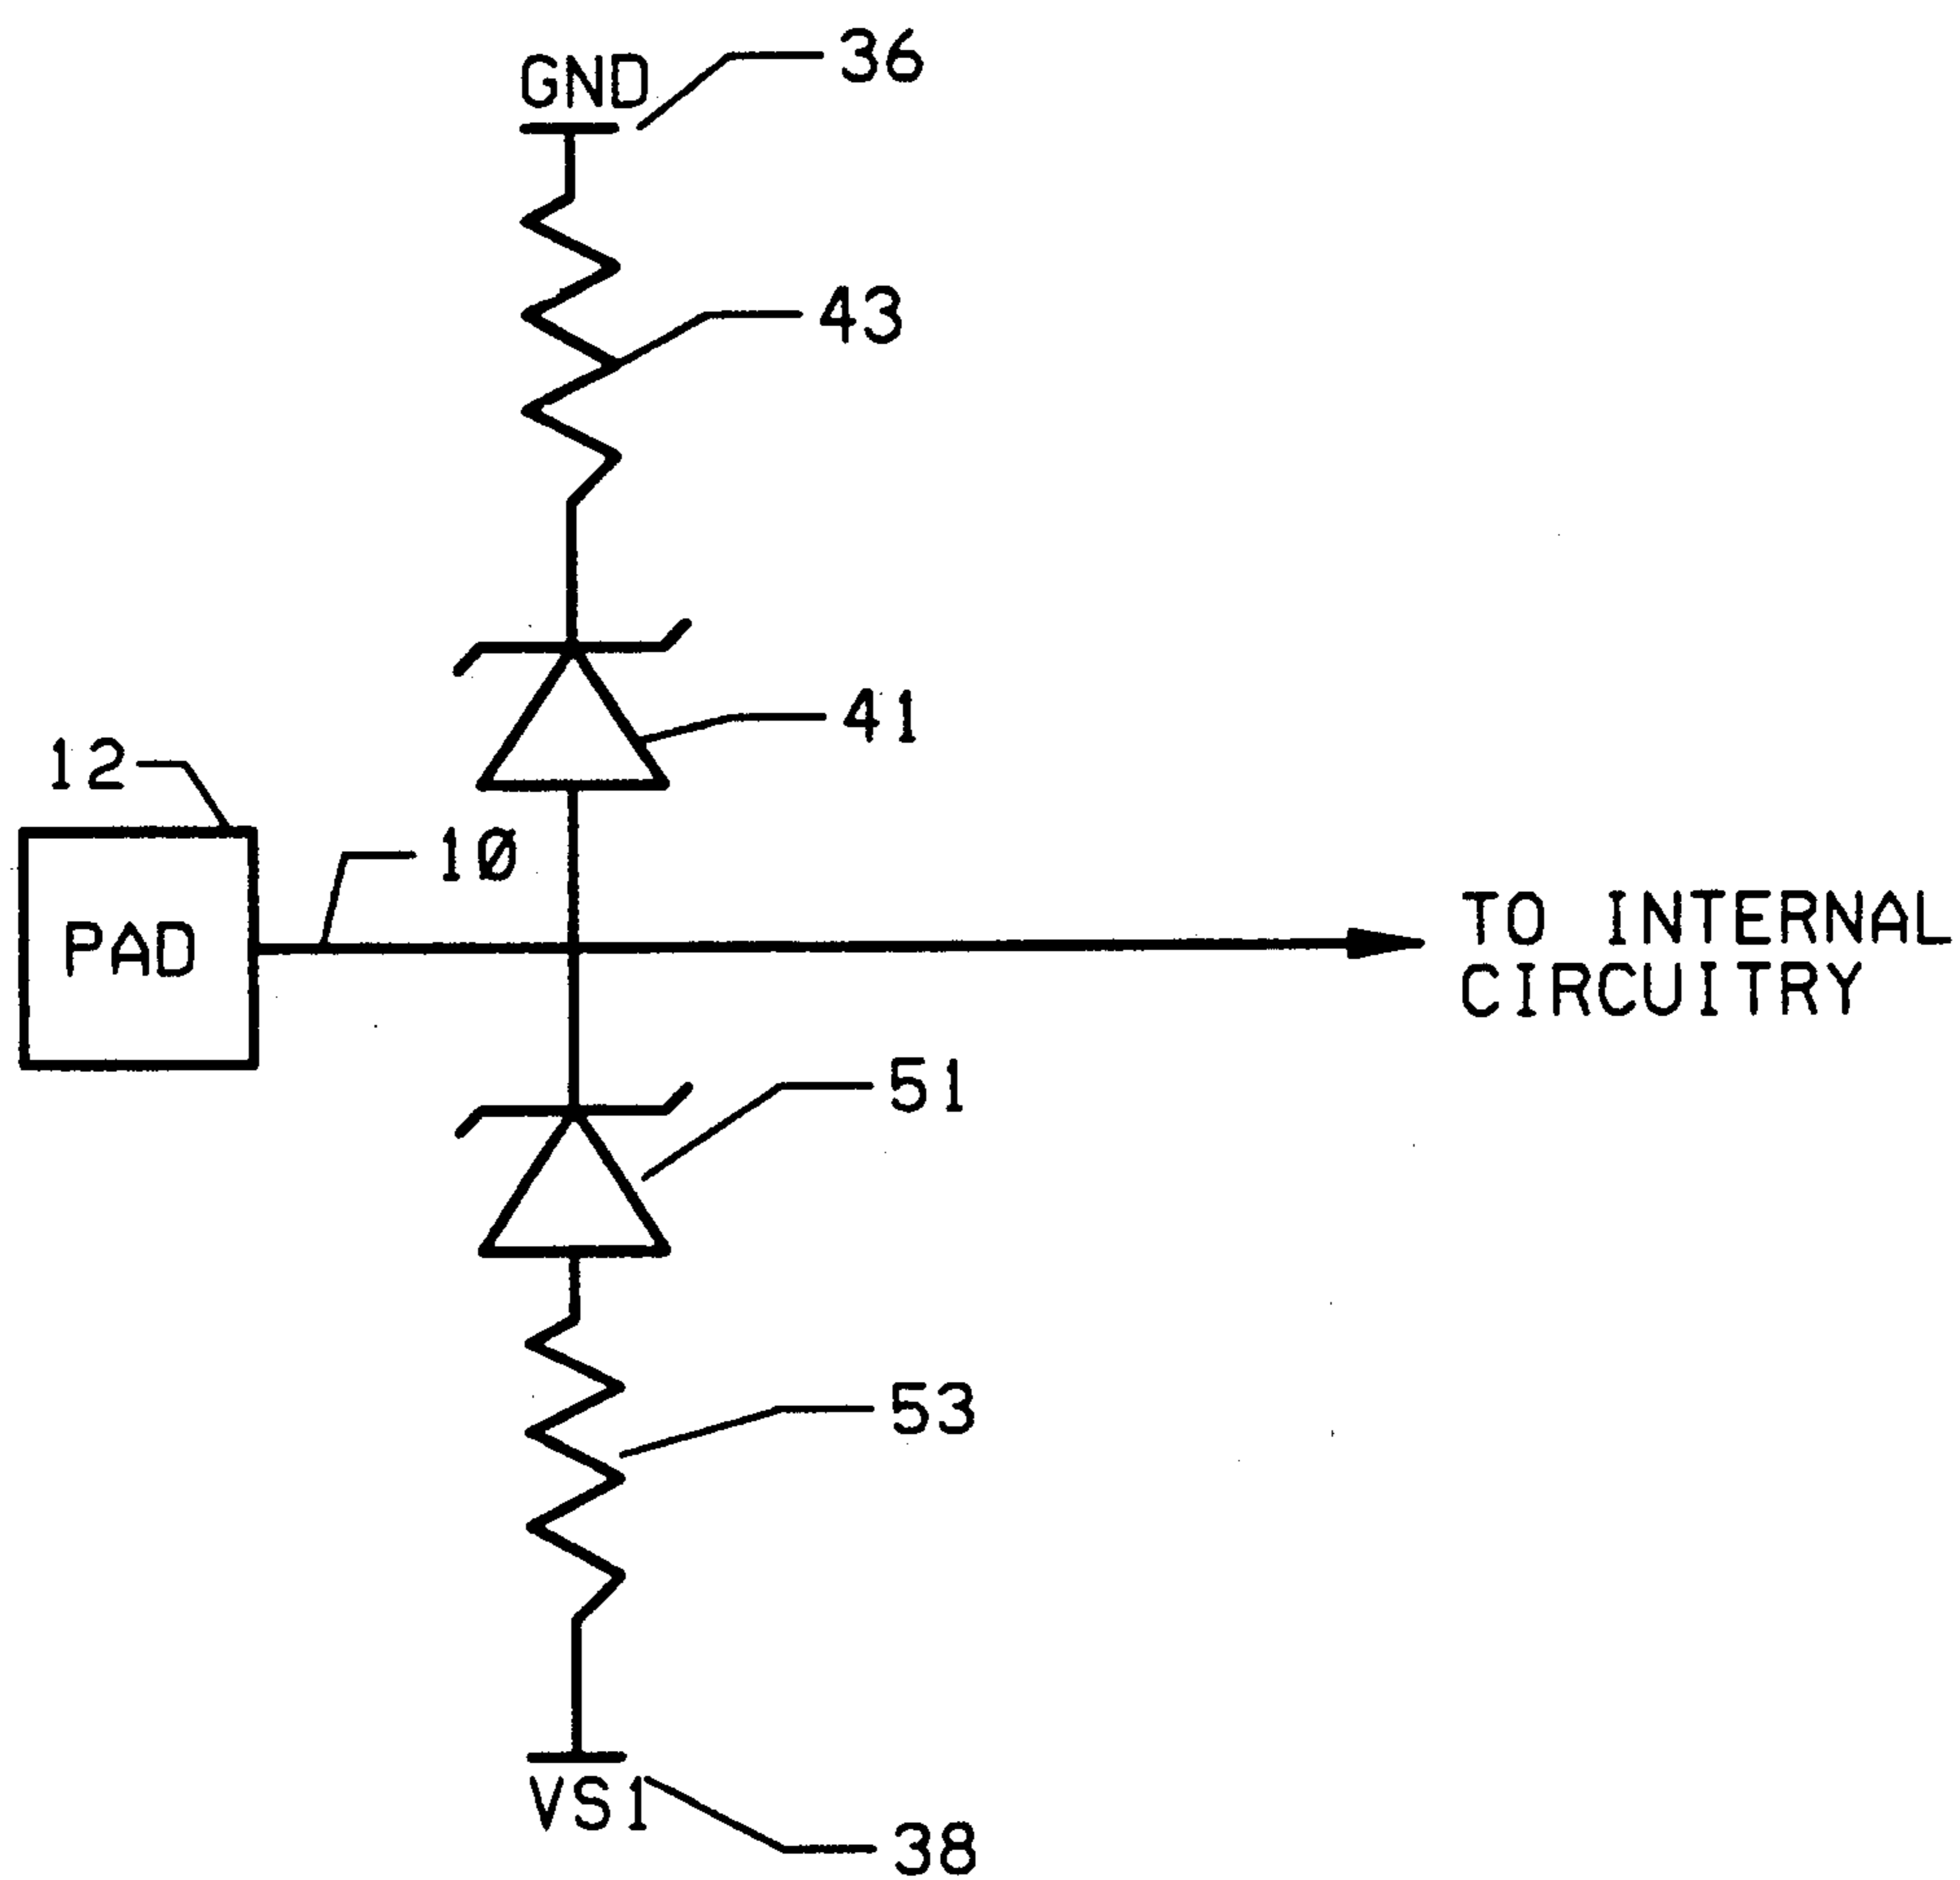 GND
36
43
41
12
10
PAD
TO INTERNAL
CIRCUITRY
51
53
VS1
38